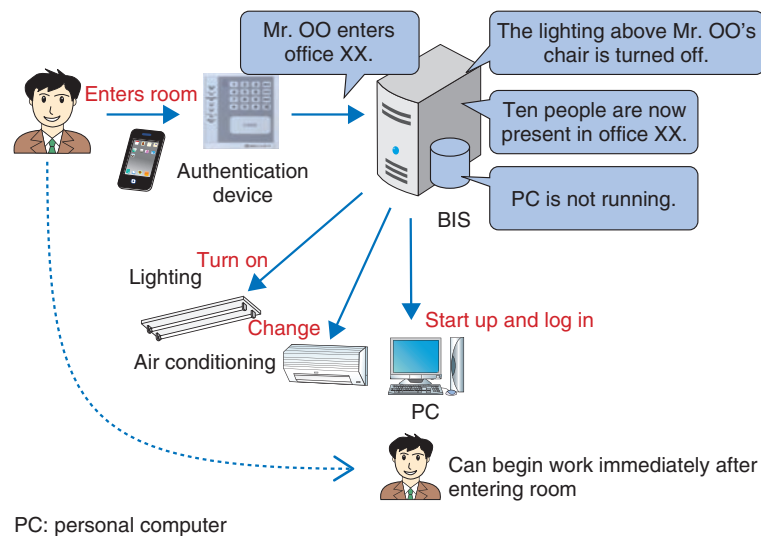 Mr. OO enters
office XX.
The lighting above Mr. OO's
chair is turned off.
Enters room
Ten people are now
present in office XX.
Authentication
device
PC is not running.
BIS
Turn on
Lighting
Change
Start up and log in
Air conditioning
PC
Can begin work immediately after
entering room
PC: personal computer